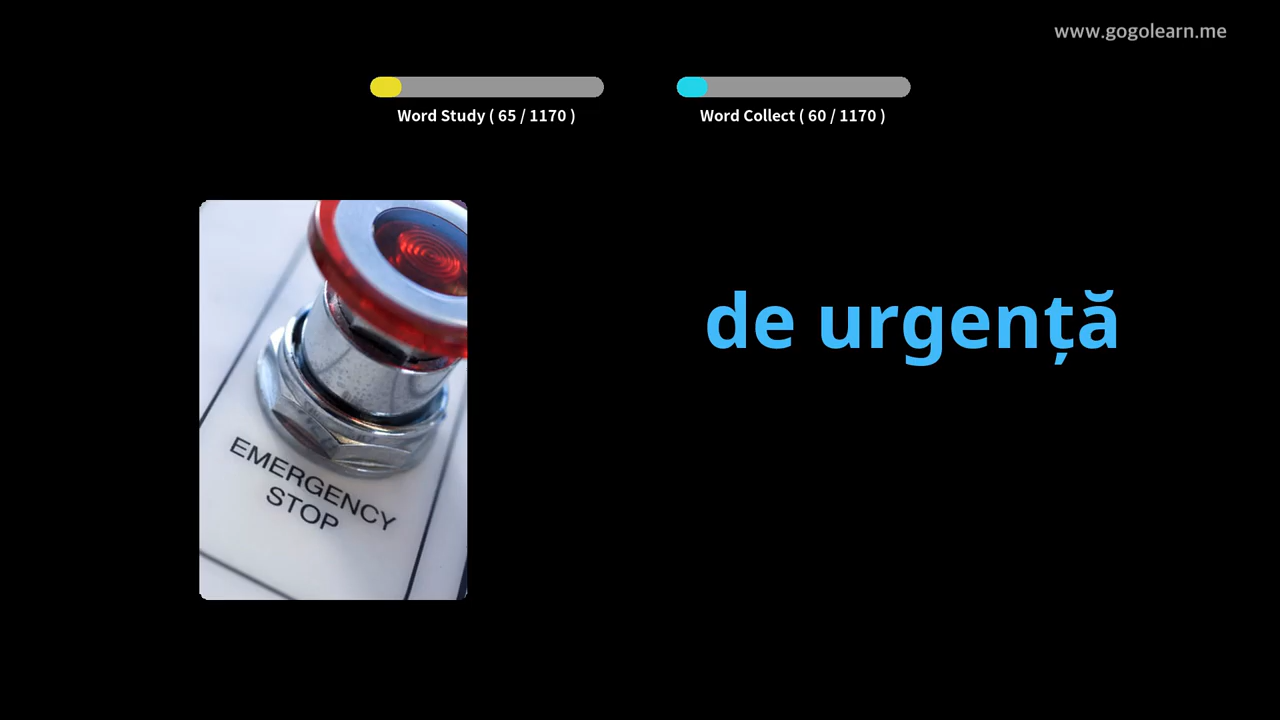 www.gogolearn.me
Word Study ( 65 / 1170 )
Word Collect ( 60 / 1170 )
de urgență
EMERGENCY
STOP